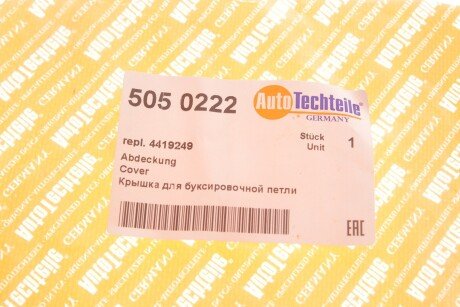 505 0222
AutoTechteile
GERMANY
repl. 4419249
Stück 1
Unit
Abdeckung
Cover
Крышка для буксировочной петли
EAC